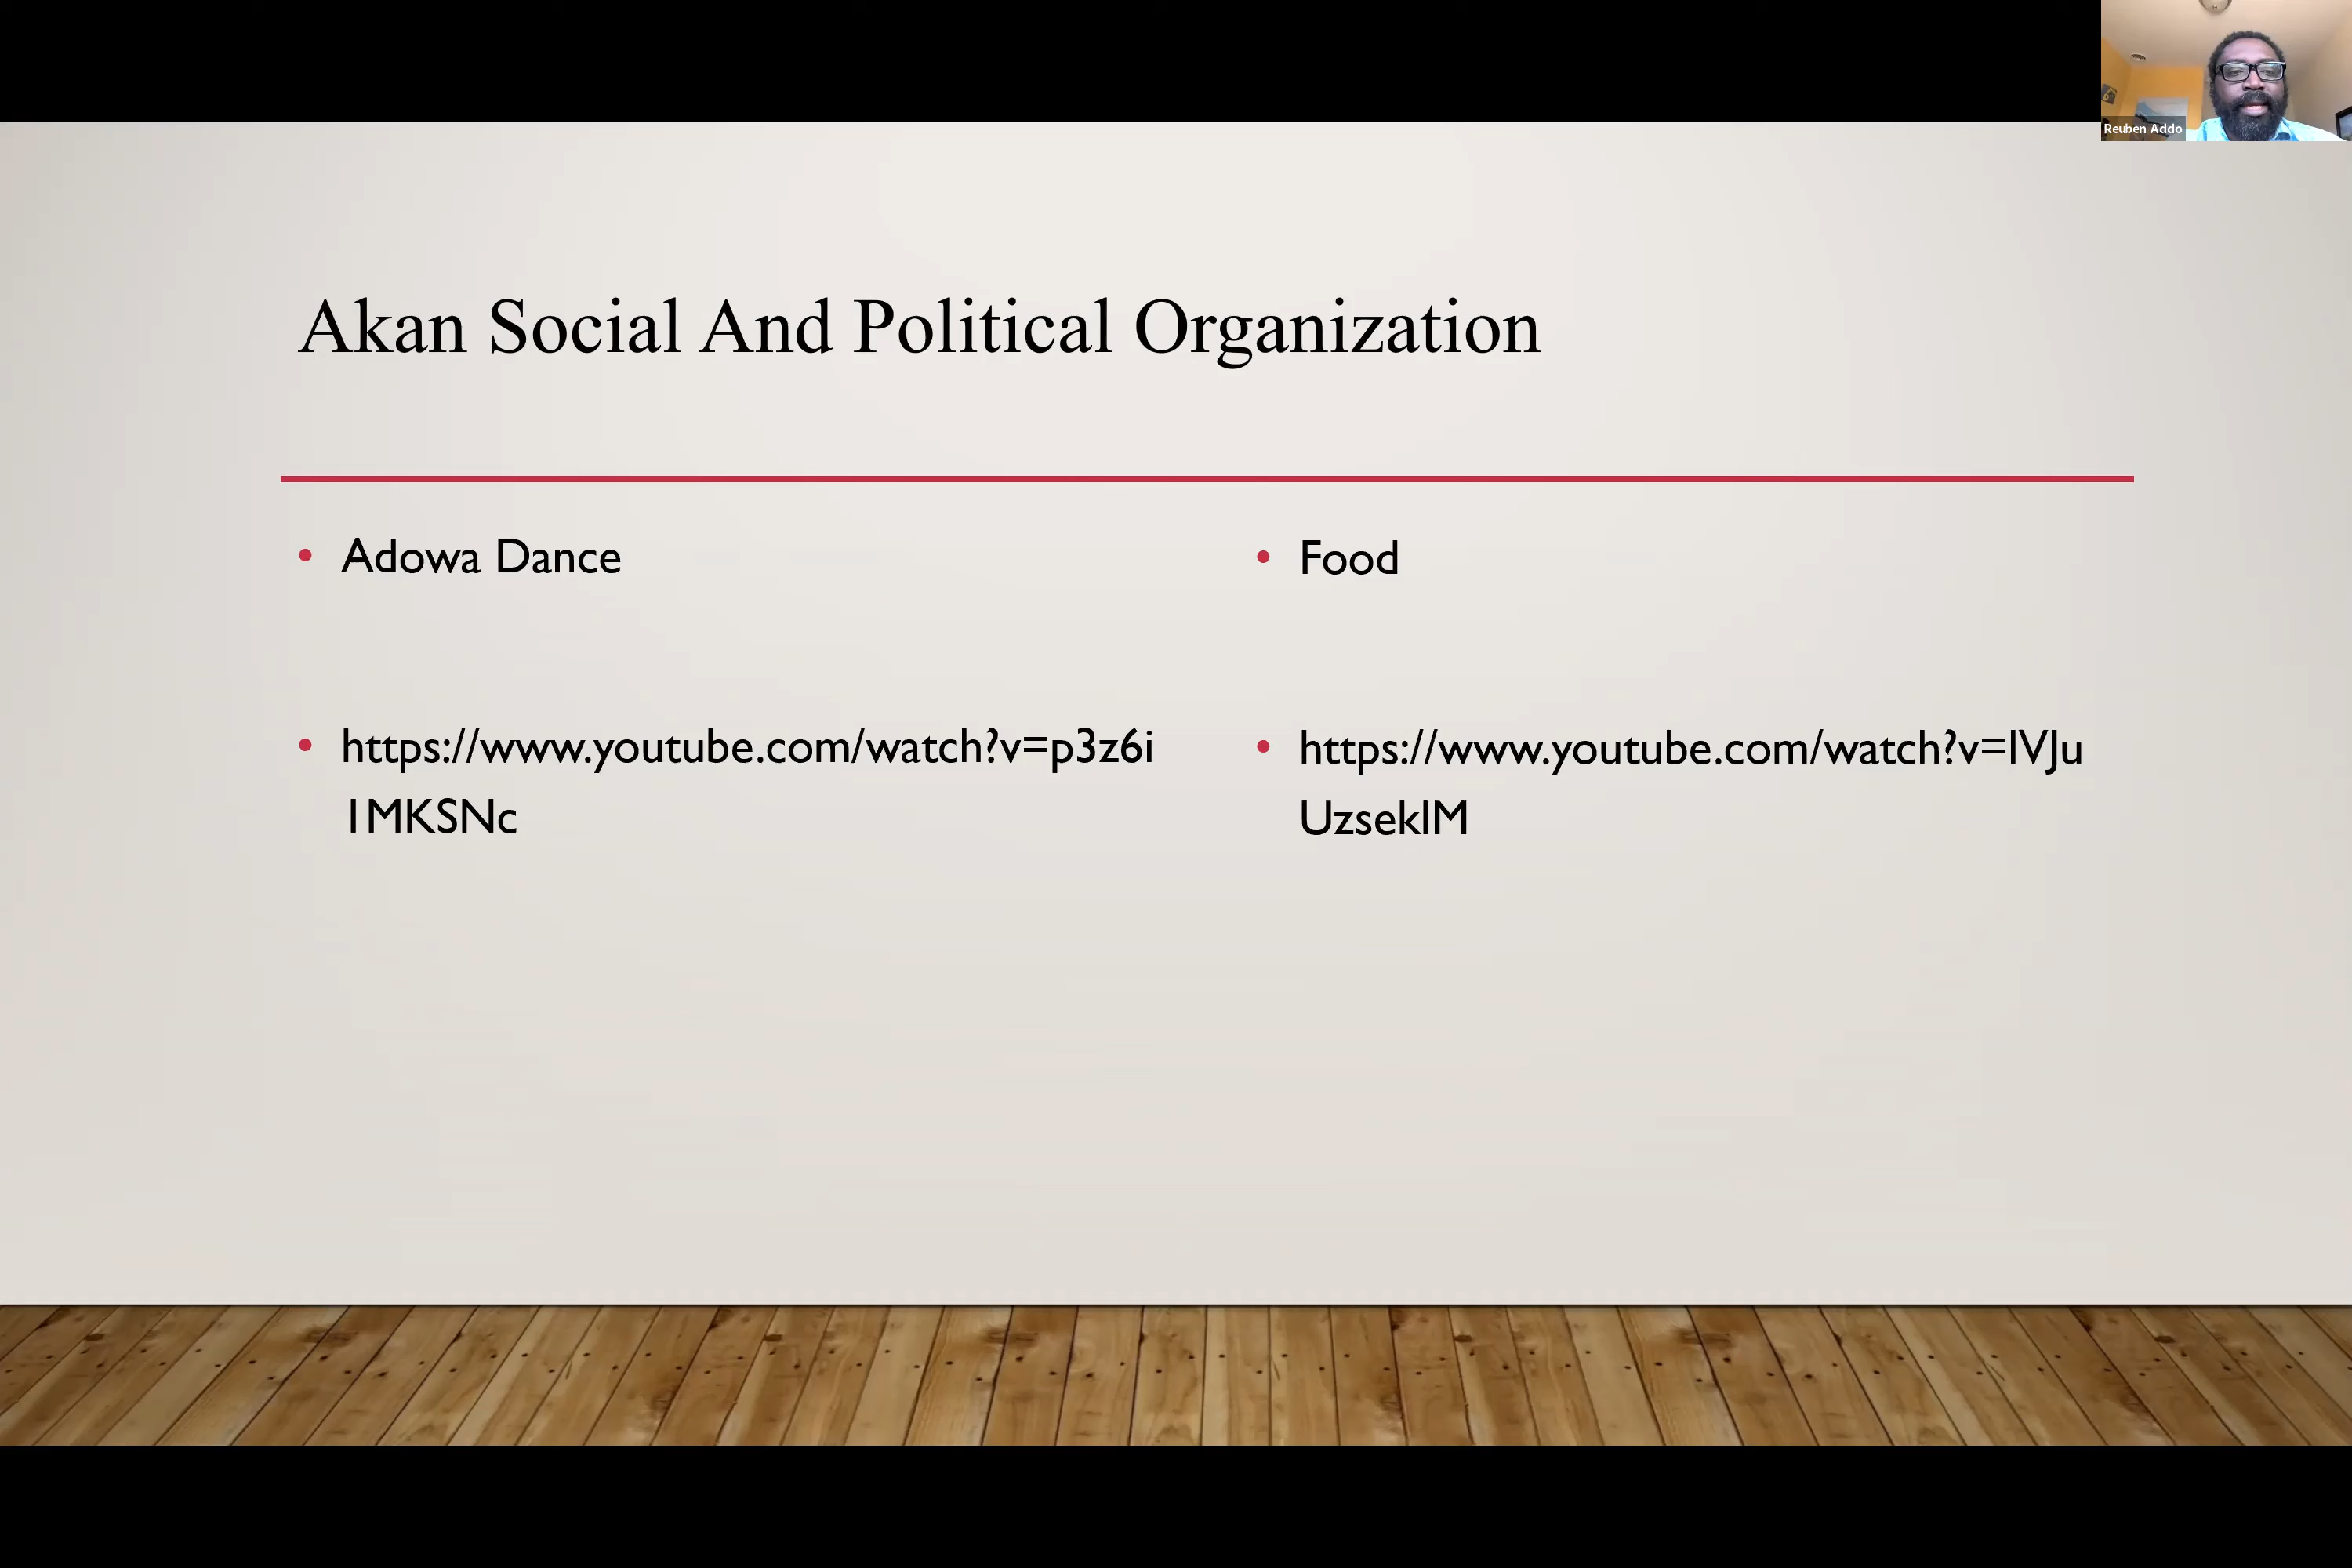 Reuben Addo
Akan Social And Political Organization
• Adowa Dance
• https://www.youtube.com/watch?v=p3z6i
1MKSNc
• Food
• https://www.youtube.com/watch?v=lVJu
UzseklM